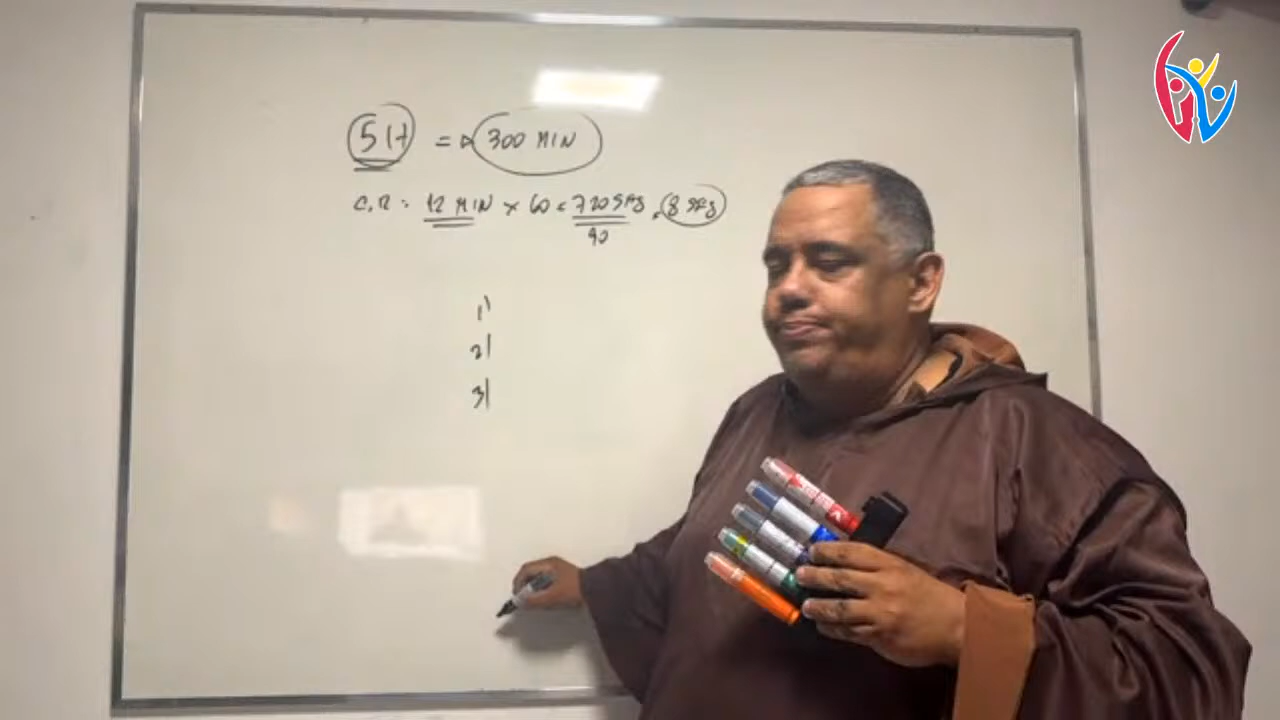 5H = 300 MIN
C.R: 12 MIN x 60 = 720 SEG = 8 SEG
90
1)
2)
3)